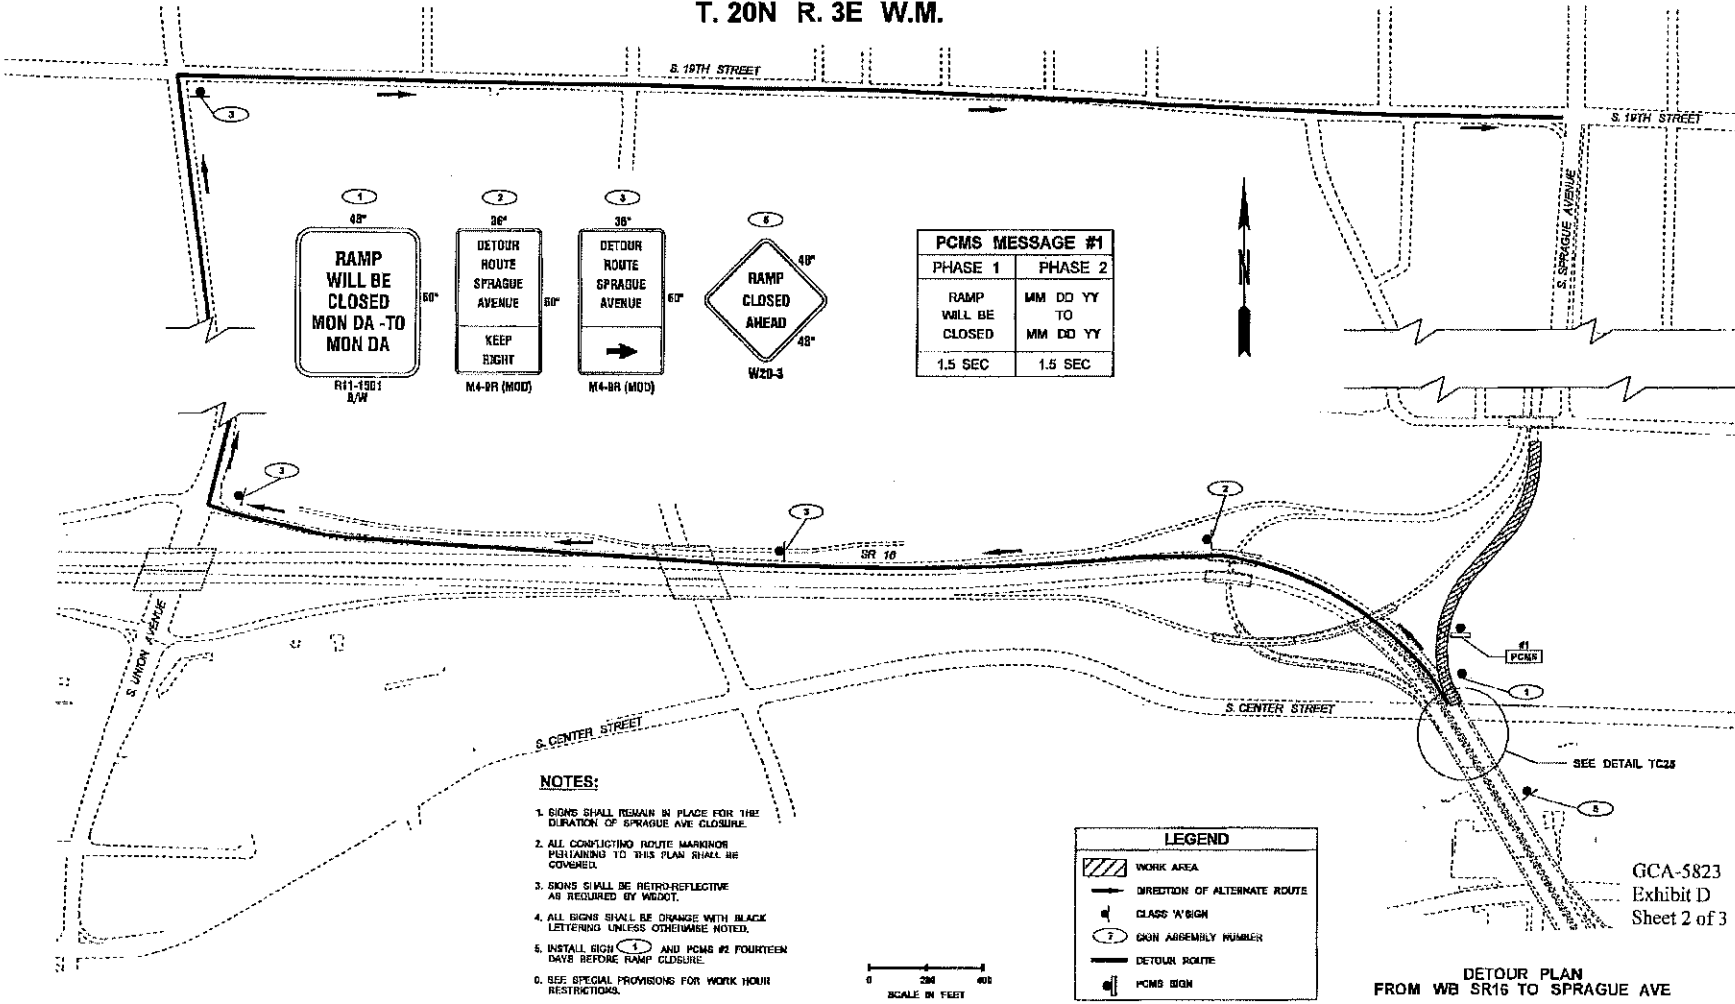 T. 20N R. 3E W.M.
S. 19TH STREET
S. 19TH STREET
3
S. SPRAGUE AVENUE
1
48"
RAMP
WILL BE
CLOSED
MON DA -TO
MON DA
60"
R11-1501
B/W
2
36"
DETOUR
ROUTE
SPRAGUE
AVENUE
KEEP
RIGHT
60"
M4-9R (MOD)
3
36"
DETOUR
ROUTE
SPRAGUE
AVENUE
60"
M4-9R (MOD)
5
48"
RAMP
CLOSED
AHEAD
48"
W20-3
PCMS MESSAGE #1
PHASE 1 PHASE 2
RAMP MM DD YY
WILL BE TO
CLOSED MM DD YY
1.5 SEC 1.5 SEC
N
3
3
2
SR 16
#1
PCMS
1
S. UNION AVENUE
S. CENTER STREET
S. CENTER STREET
SEE DETAIL TC25
5
NOTES:
1. SIGNS SHALL REMAIN IN PLACE FOR THE
DURATION OF SPRAGUE AVE CLOSURE.
2. ALL CONFLICTING ROUTE MARKINGS
PERTAINING TO THIS PLAN SHALL BE
COVERED.
3. SIGNS SHALL BE RETRO-REFLECTIVE
AS REQUIRED BY WSDOT.
4. ALL SIGNS SHALL BE ORANGE WITH BLACK
LETTERING UNLESS OTHERWISE NOTED.
5. INSTALL SIGN 1 AND PCMS #2 FOURTEEN
DAYS BEFORE RAMP CLOSURE.
6. SEE SPECIAL PROVISIONS FOR WORK HOUR
RESTRICTIONS.
0 200 400
SCALE IN FEET
LEGEND
WORK AREA
DIRECTION OF ALTERNATE ROUTE
CLASS 'A' SIGN
? SIGN ASSEMBLY NUMBER
DETOUR ROUTE
PCMS SIGN
GCA-5823
Exhibit D
Sheet 2 of 3
DETOUR PLAN
FROM WB SR16 TO SPRAGUE AVE